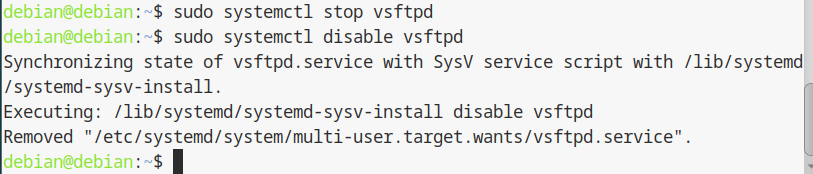 debian@debian:~$ sudo systemctl stop vsftpd
debian@debian:~$ sudo systemctl disable vsftpd
Synchronizing state of vsftpd.service with SysV service script with /lib/systemd
/systemd-sysv-install.
Executing: /lib/systemd/systemd-sysv-install disable vsftpd
Removed "/etc/systemd/system/multi-user.target.wants/vsftpd.service".
debian@debian:~$